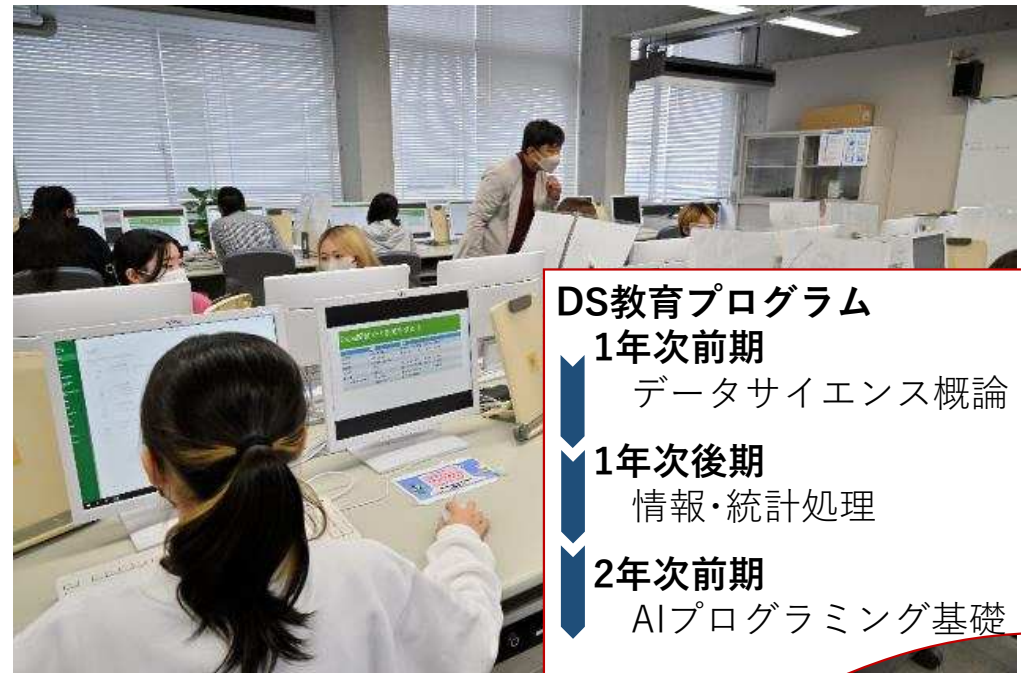 DS教育プログラム
1年次前期
データサイエンス概論
1年次後期
情報・統計処理
2年次前期
AIプログラミング基礎